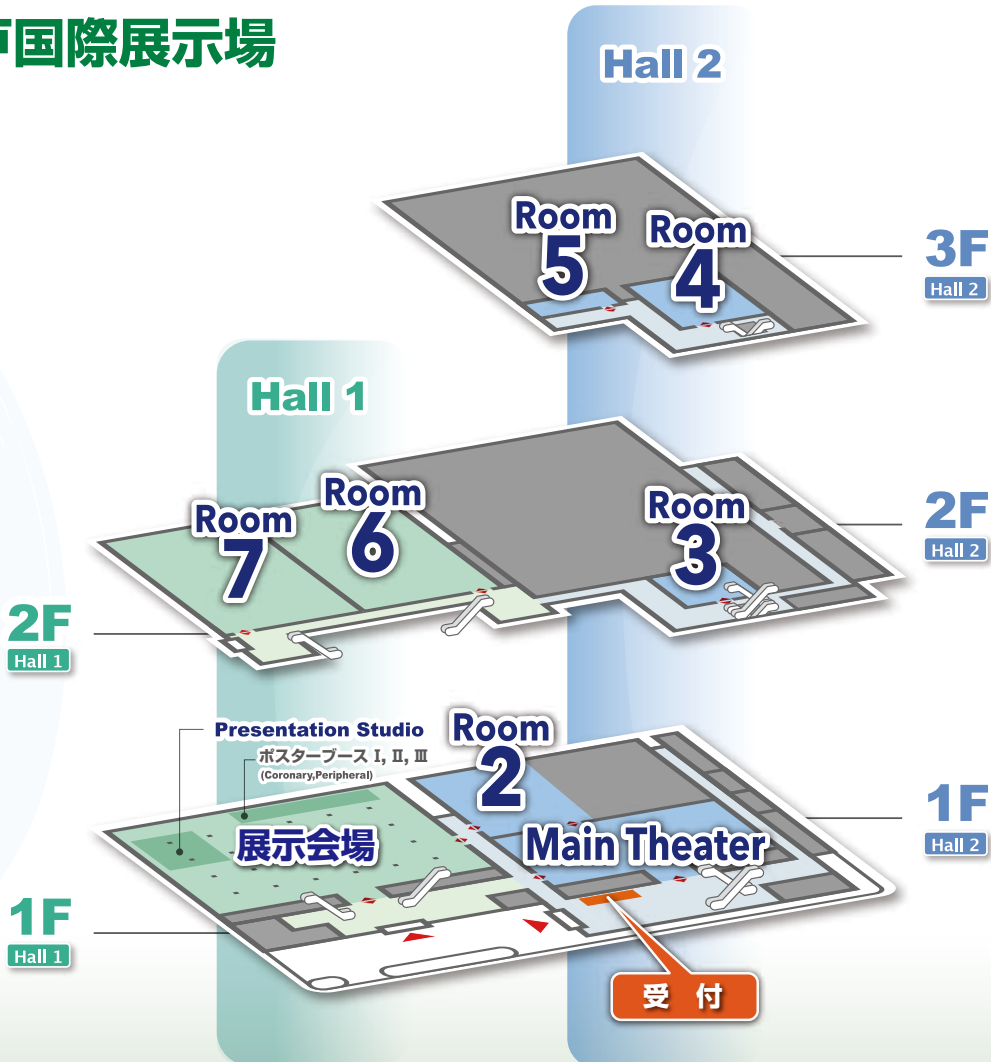 戸国際展示場
Hall 2
Room
5
Room
4
3F
Hall 2
Hall 1
Room
7
Room
6
Room
3
2F
Hall 2
2F
Hall 1
Presentation Studio
ポスターブース I, II, III
(Coronary,Peripheral)
Room
2
展示会場
Main Theater
1F
Hall 2
1F
Hall 1
受 付